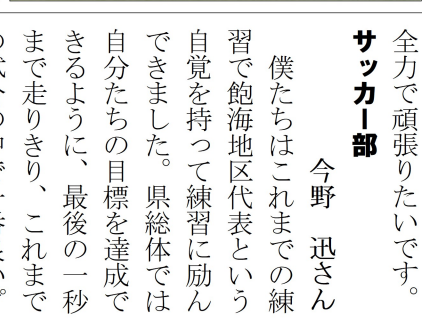 全力で頑張りたいです。
サッカー部
今野 迅さん
僕たちはこれまでの練
習で飽海地区代表という
自覚を持って練習に励ん
できました。県総体では
自分たちの目標を達成で
きるように、最後の一秒
まで走りきり、これまで